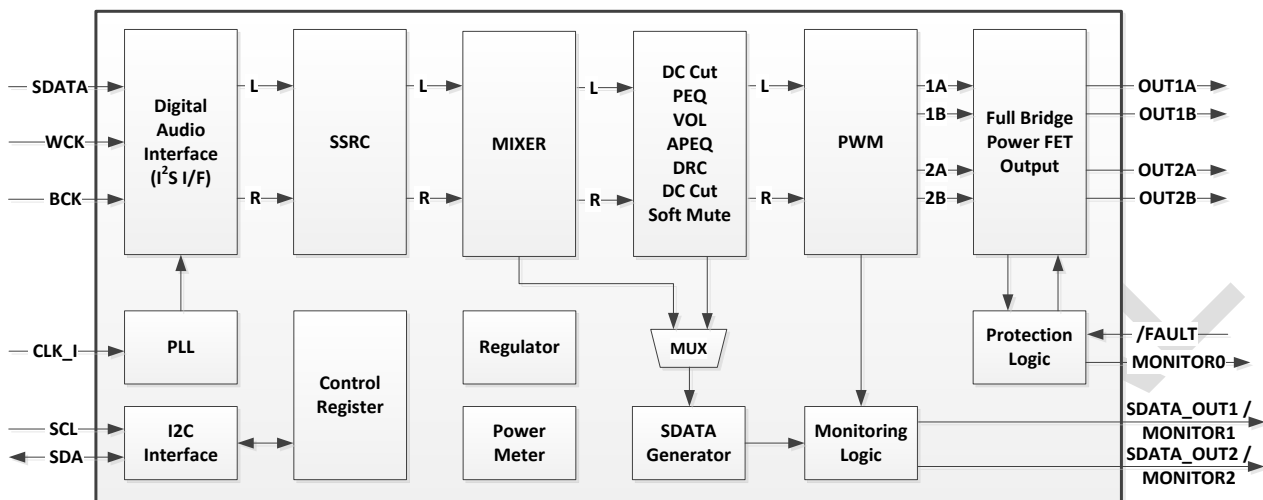 SDATA
WCK
BCK
Digital
Audio
Interface
(I²S I/F)
L
R
SSRC
L
R
MIXER
L
R
DC Cut
PEQ
VOL
APEQ
DRC
DC Cut
Soft Mute
L
R
PWM
1A
1B
2A
2B
Full Bridge
Power FET
Output
OUT1A
OUT1B
OUT2A
OUT2B
CLK_I
PLL
Control
Register
Regulator
MUX
Protection
Logic
/FAULT
MONITOR0
SCL
SDA
I2C
Interface
Power
Meter
SDATA
Generator
Monitoring
Logic
SDATA_OUT1 /
MONITOR1
SDATA_OUT2 /
MONITOR2